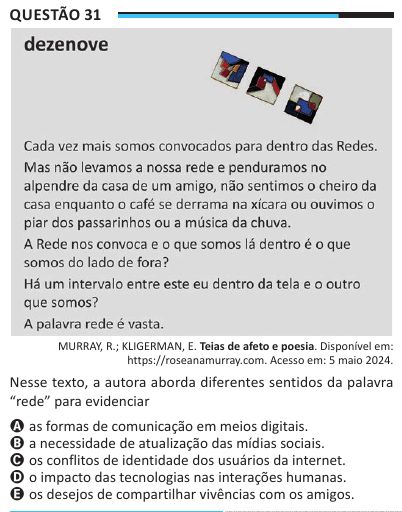 QUESTÃO 31
dezenove
Cada vez mais somos convocados para dentro das Redes.
Mas não levamos a nossa rede e penduramos no
alpendre da casa de um amigo, não sentimos o cheiro da
casa enquanto o café se derrama na xícara ou ouvimos o
piar dos passarinhos ou a música da chuva.
A Rede nos convoca e o que somos lá dentro é o que
somos do lado de fora?
Há um intervalo entre este eu dentro da tela e o outro
que somos?
A palavra rede é vasta.
MURRAY, R.; KLIGERMAN, E. Teias de afeto e poesia. Disponível em:
https://roseanamurray.com. Acesso em: 5 maio 2024.
Nesse texto, a autora aborda diferentes sentidos da palavra
“rede” para evidenciar
A as formas de comunicação em meios digitais.
B a necessidade de atualização das mídias sociais.
C os conflitos de identidade dos usuários da internet.
D o impacto das tecnologias nas interações humanas.
E os desejos de compartilhar vivências com os amigos.